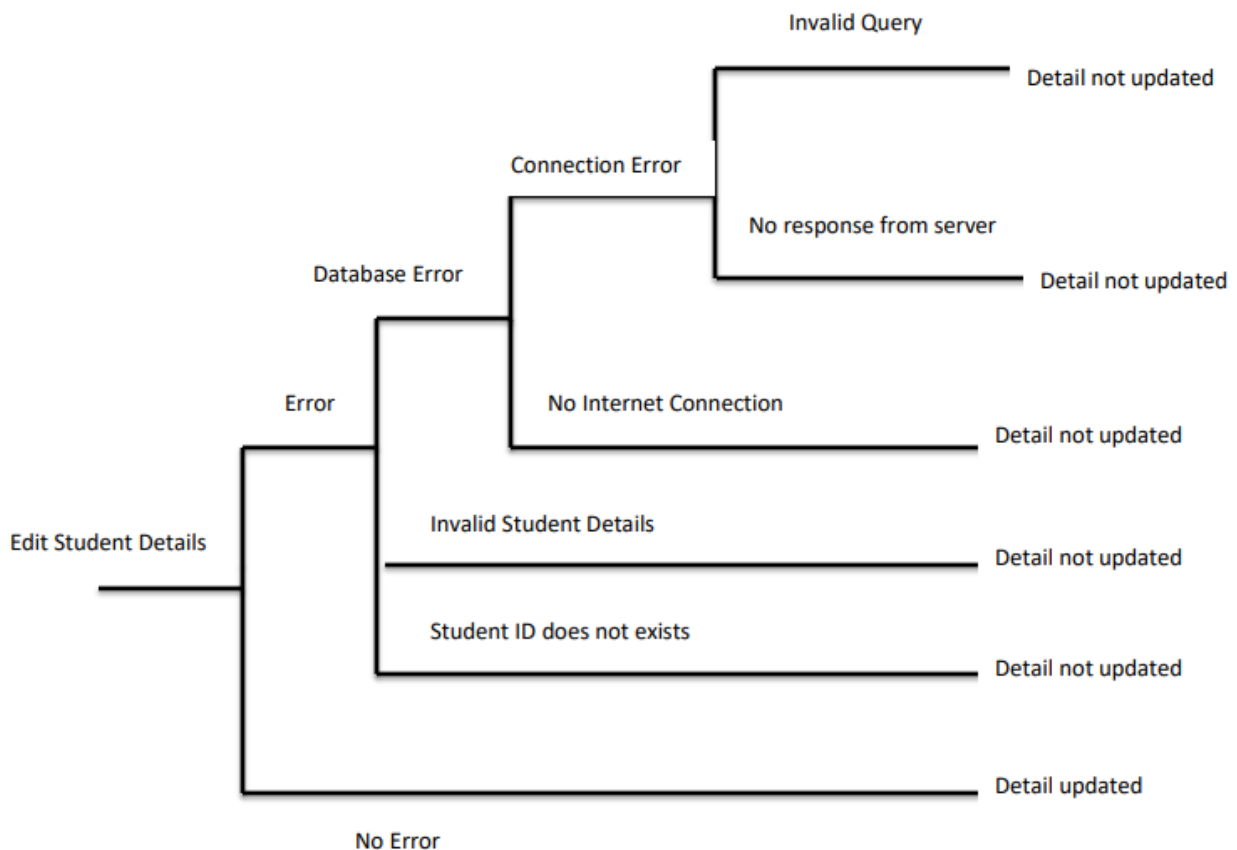 Invalid Query
Detail not updated
Connection Error
No response from server
Database Error
Detail not updated
Error
No Internet Connection
Detail not updated
Invalid Student Details
Edit Student Details
Detail not updated
Student ID does not exists
Detail not updated
Detail updated
No Error